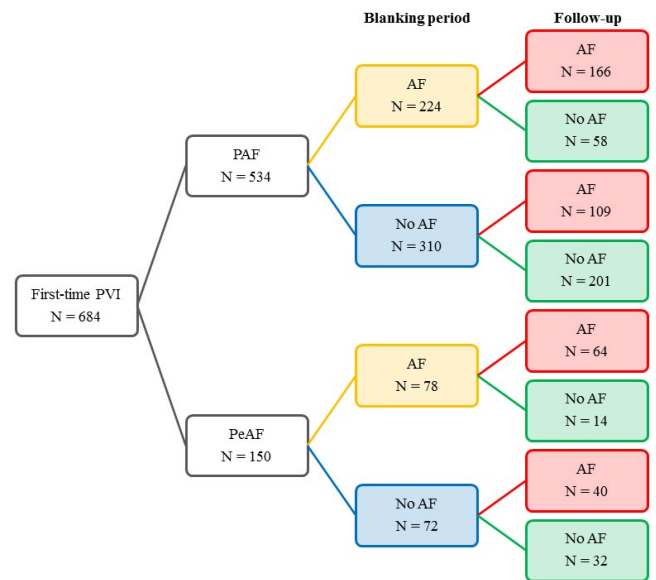 Blanking period
Follow-up
AF
N = 166
AF
N = 224
No AF
N = 58
PAF
N = 534
AF
N = 109
No AF
N = 310
No AF
N = 201
First-time PVI
N = 684
AF
N = 64
AF
N = 78
No AF
N = 14
PeAF
N = 150
AF
N = 40
No AF
N = 72
No AF
N = 32